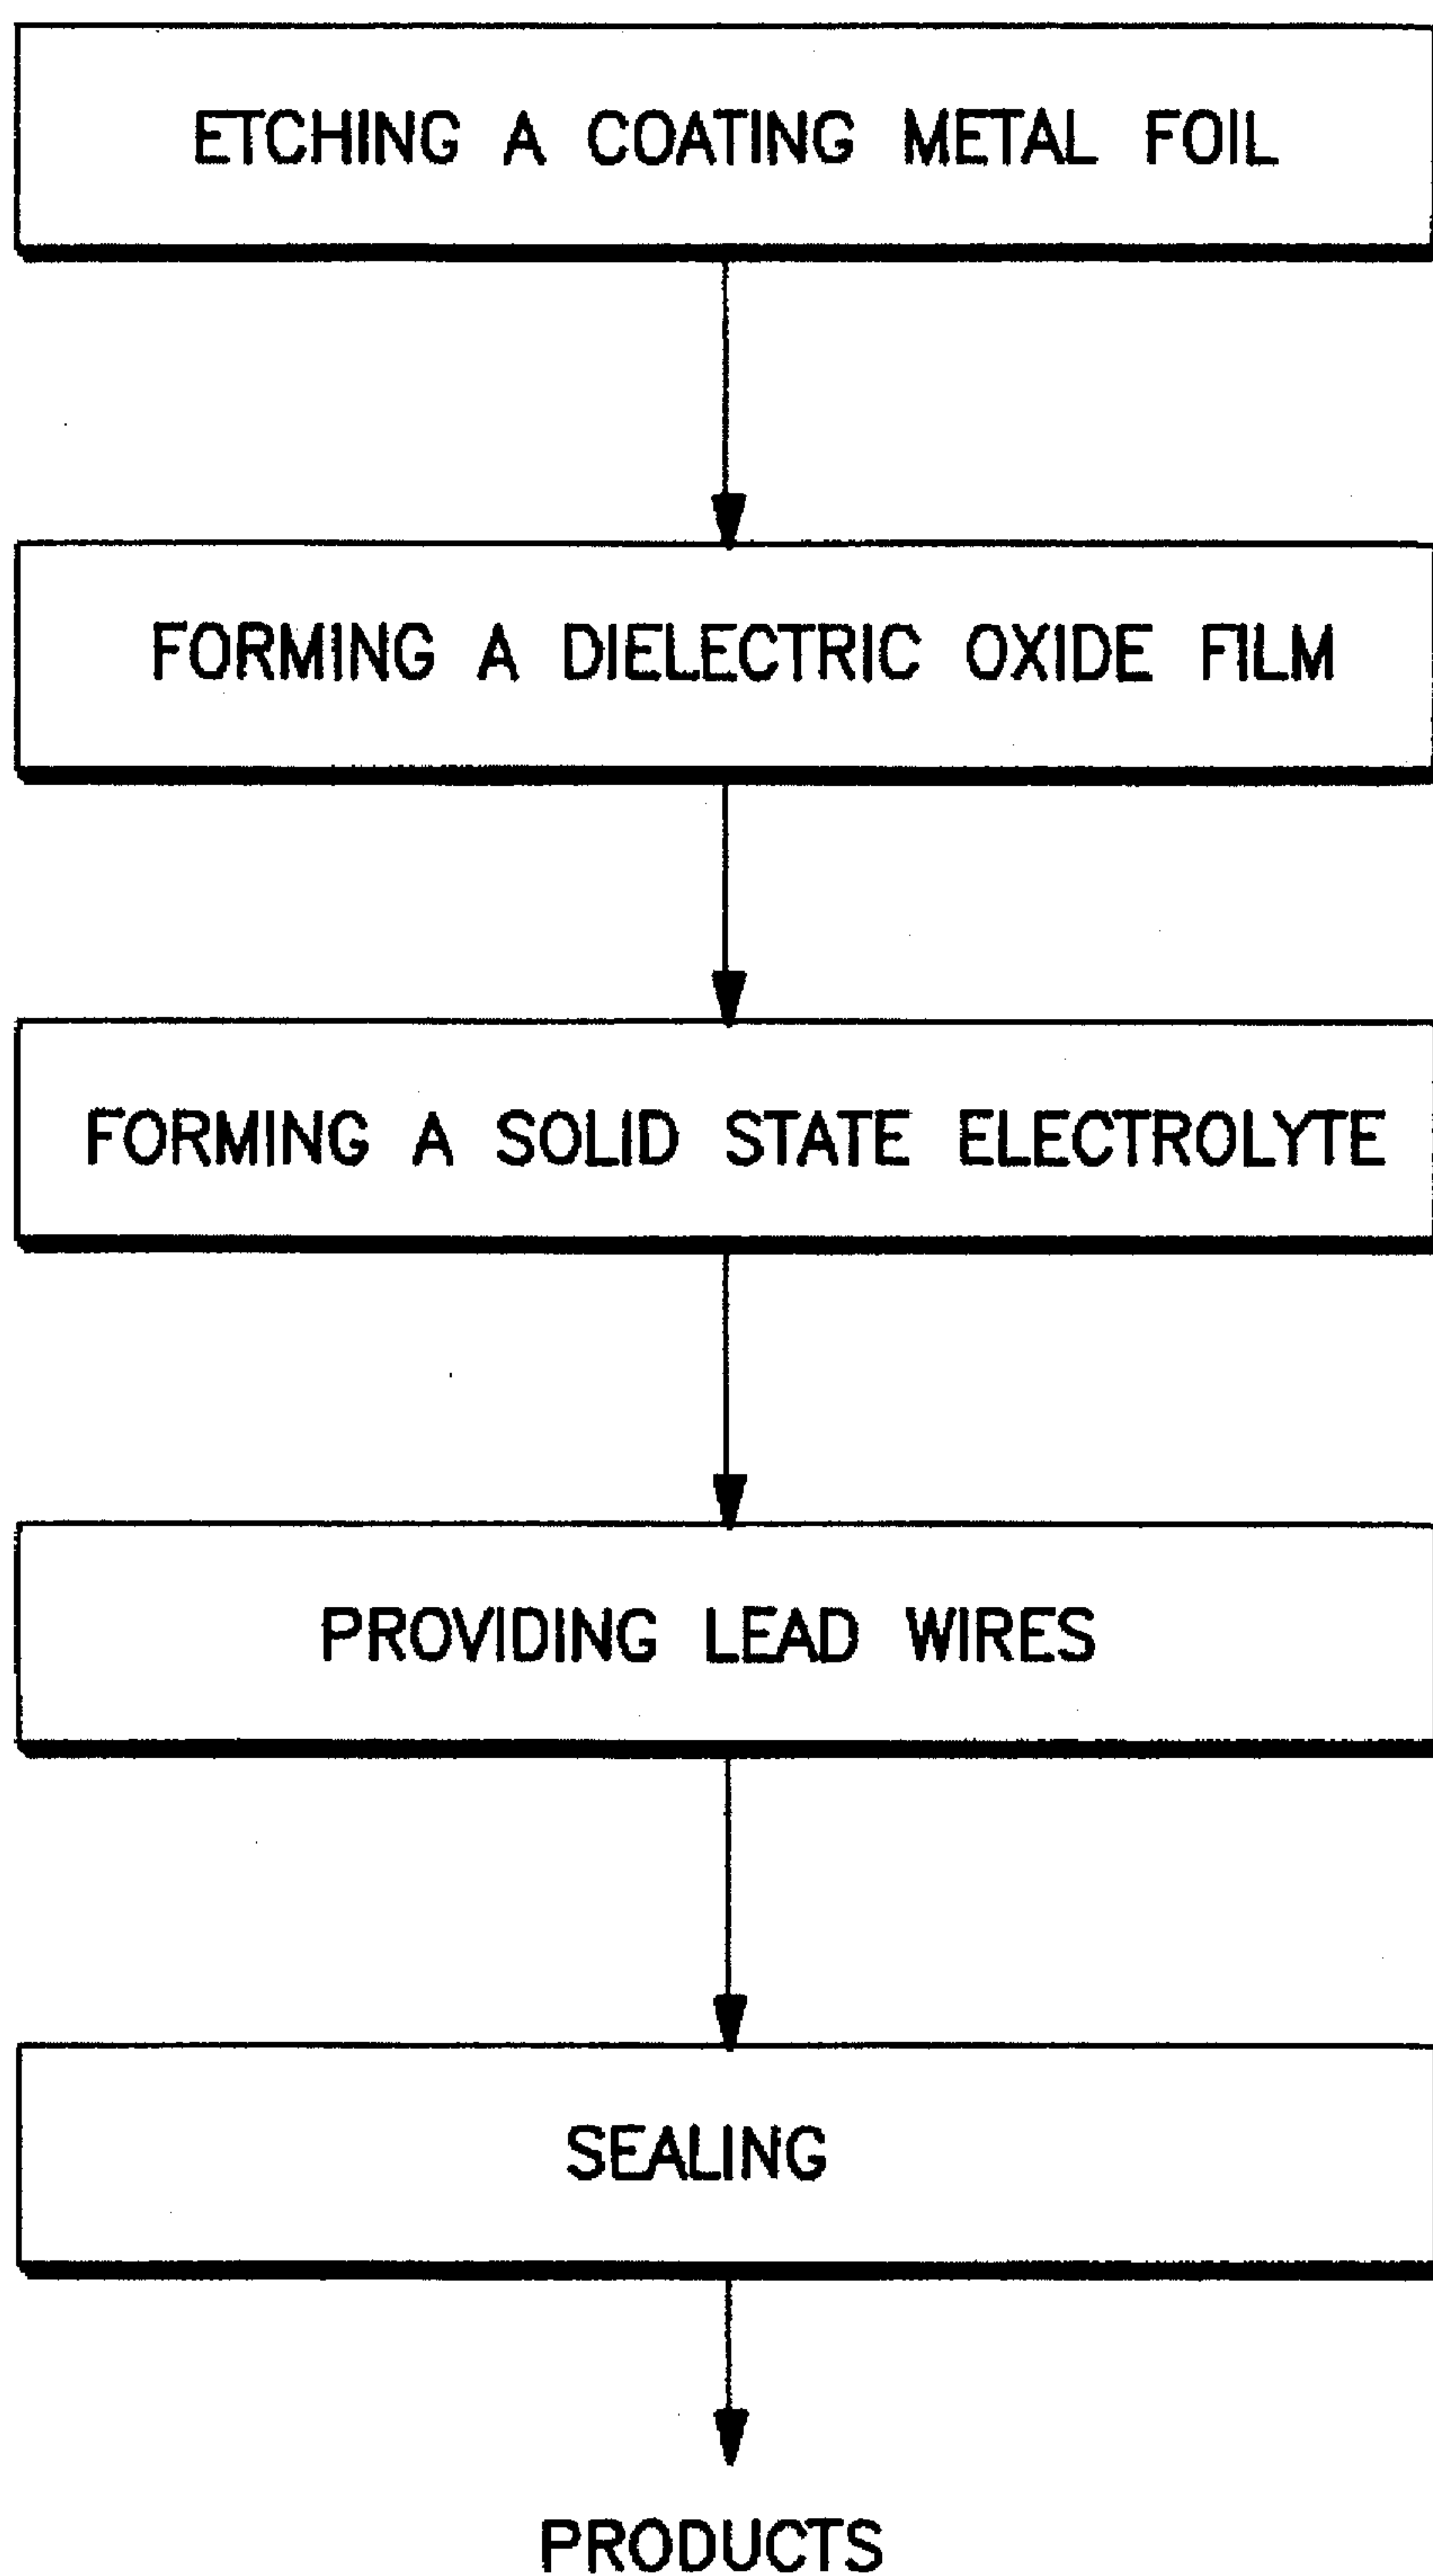 ETCHING A COATING METAL FOIL
FORMING A DIELECTRIC OXIDE FILM
FORMING A SOLID STATE ELECTROLYTE
PROVIDING LEAD WIRES
SEALING
PRODUCTS